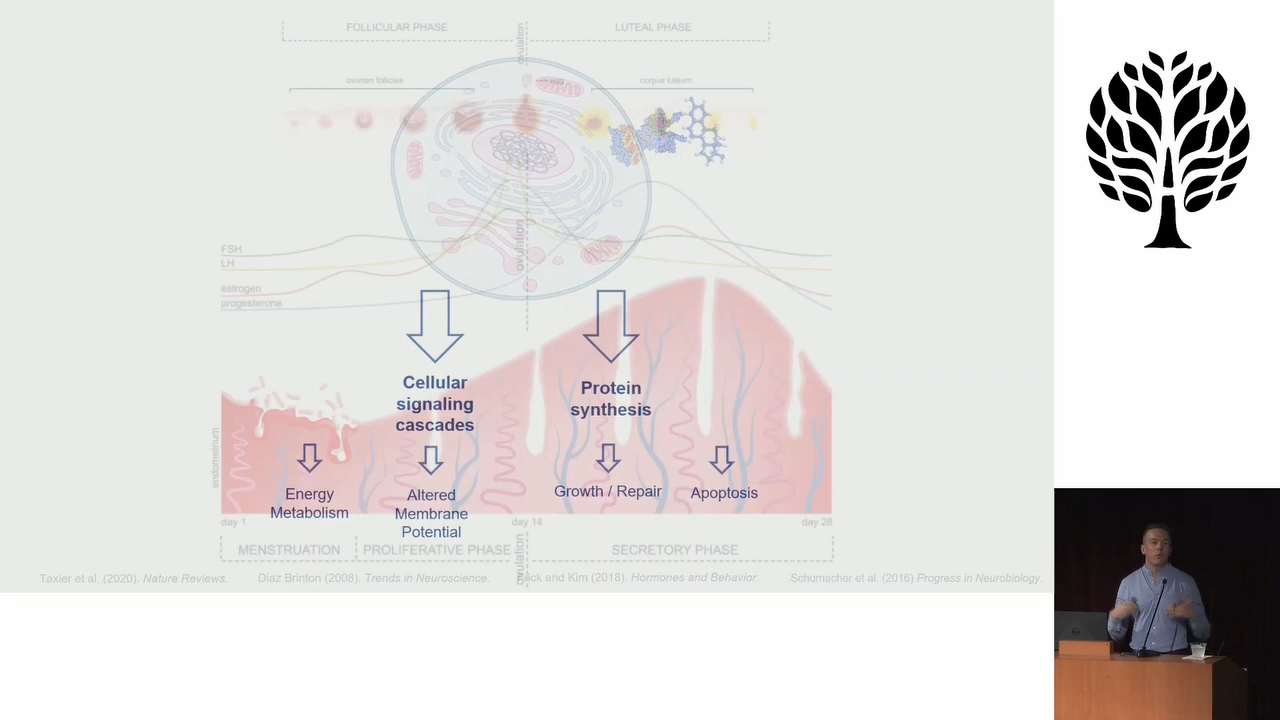 FOLLICULAR PHASE
ovulation
LUTEAL PHASE
ovarian follicles
corpus luteum
ovulation
FSH
LH
estrogen
progesterone
Cellular
signaling
cascades
Protein
synthesis
endometrium
Energy
Metabolism
Altered
Membrane
Potential
Growth / Repair
Apoptosis
day 1
day 14
day 28
MENSTRUATION
PROLIFERATIVE PHASE
ovulation
SECRETORY PHASE
Taxier et al. (2020). Nature Reviews.
Diaz Brinton (2008). Trends in Neuroscience.
and Kim (2018). Hormones and Behavior.
Schumacher et al. (2016) Progress in Neurobiology.